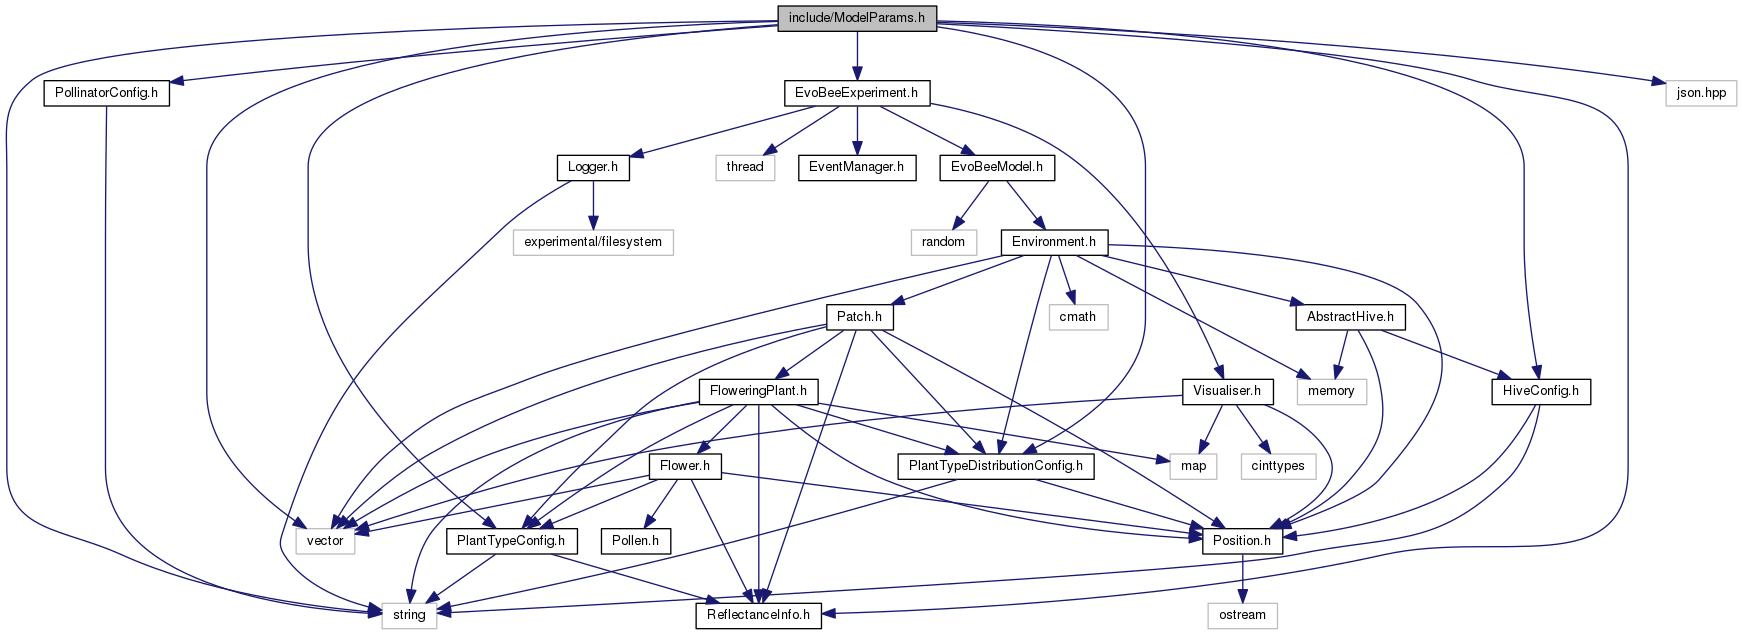 include/ModelParams.h
PollinatorConfig.h
EvoBeeExperiment.h
json.hpp
Logger.h
thread
EventManager.h
EvoBeeModel.h
experimental/filesystem
random
Environment.h
Patch.h
cmath
AbstractHive.h
FloweringPlant.h
Visualiser.h
memory
HiveConfig.h
Flower.h
PlantTypeDistributionConfig.h
map
cinttypes
vector
PlantTypeConfig.h
Pollen.h
Position.h
string
ReflectanceInfo.h
ostream